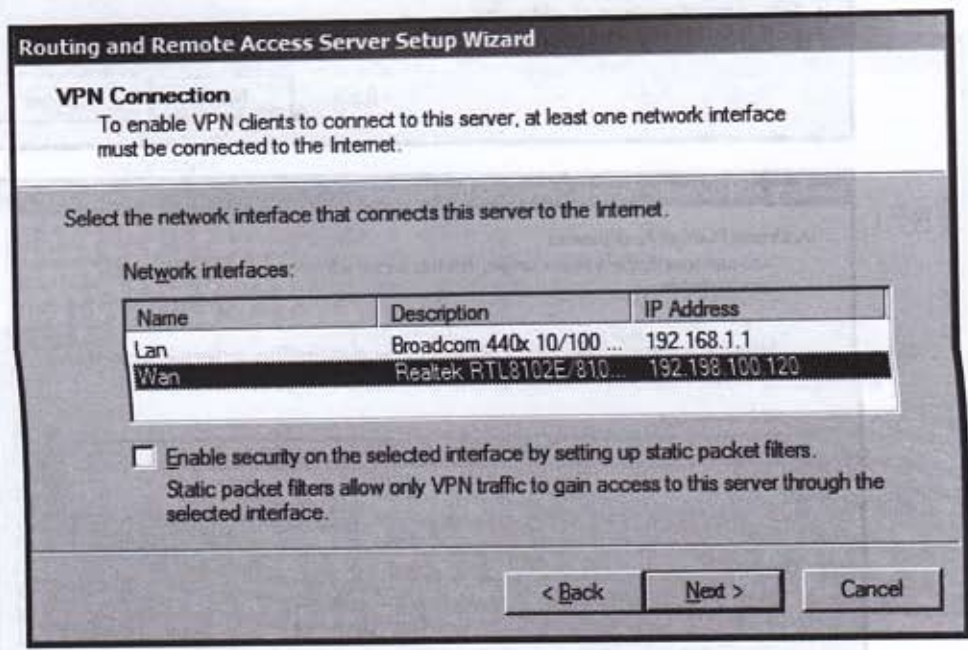 Routing and Remote Access Server Setup Wizard
VPN Connection
To enable VPN clients to connect to this server, at least one network interface
must be connected to the Internet.
Select the network interface that connects this server to the Internet.
Network interfaces:
Name Description IP Address
Lan Broadcom 440x 10/100 ... 192.168.1.1
Wan Realtek RTL8102E/810... 192.198.100.120
Enable security on the selected interface by setting up static packet filters.
Static packet filters allow only VPN traffic to gain access to this server through the
selected interface.
< Back Next > Cancel